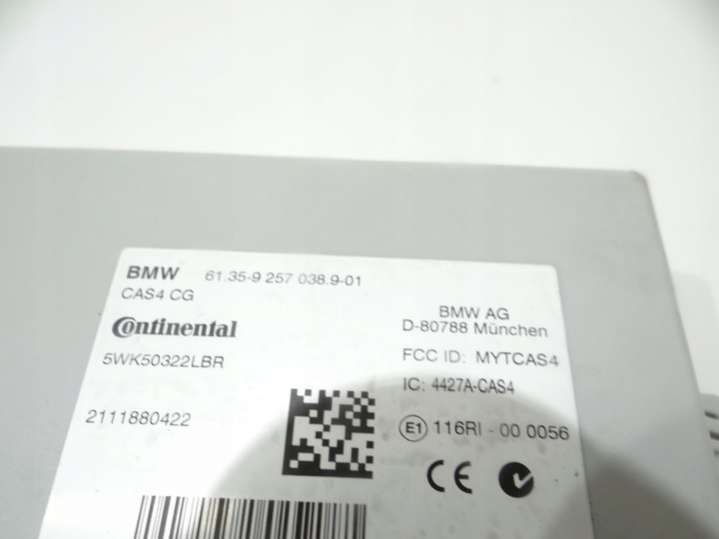 BMW 61.35-9 257 038.9-01
CAS4 CG
Continental
5WK50322LBR
2111880422
BMW AG
D-80788 München
FCC ID: MYTCAS4
IC: 4427A-CAS4
E1 116RI - 00 0056
CE